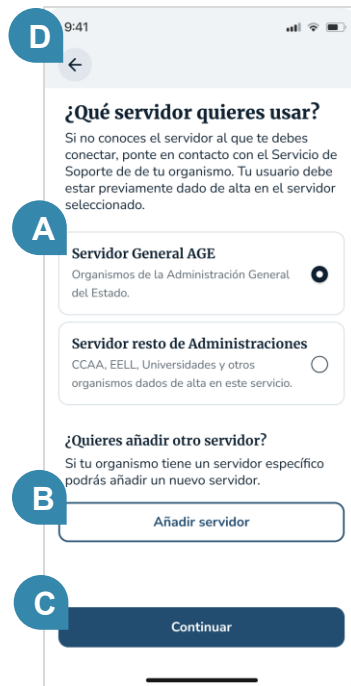 D
9:41
¿Qué servidor quieres usar?
Si no conoces el servidor al que te debes
conectar, ponte en contacto con el Servicio de
Soporte de de tu organismo. Tu usuario debe
estar previamente dado de alta en el servidor
seleccionado.
A
Servidor General AGE
Organismos de la Administración General
del Estado.
Servidor resto de Administraciones
CCAA, EELL, Universidades y otros
organismos dados de alta en este servicio.
¿Quieres añadir otro servidor?
Si tu organismo tiene un servidor específico
podrás añadir un nuevo servidor.
B
Añadir servidor
C
Continuar